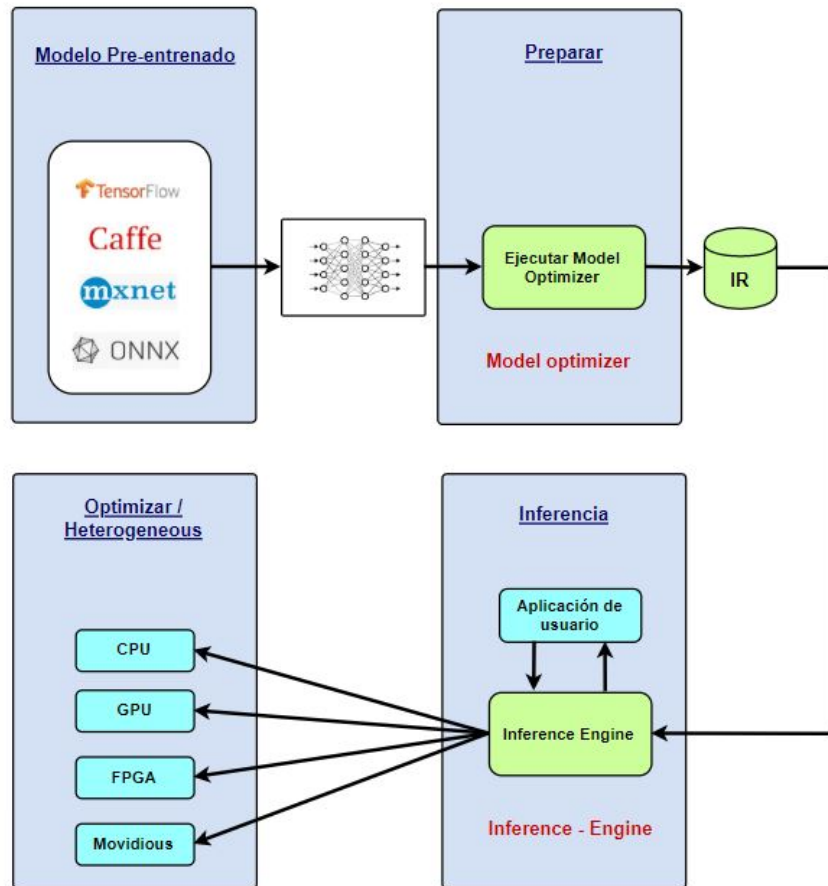 Modelo Pre-entrenado
TensorFlow
Caffe
mxnet
ONNX
Preparar
Ejecutar Model
Optimizer
Model optimizer
IR
Optimizar /
Heterogeneous
CPU
GPU
FPGA
Movidious
Inferencia
Aplicación de
usuario
Inference Engine
Inference - Engine